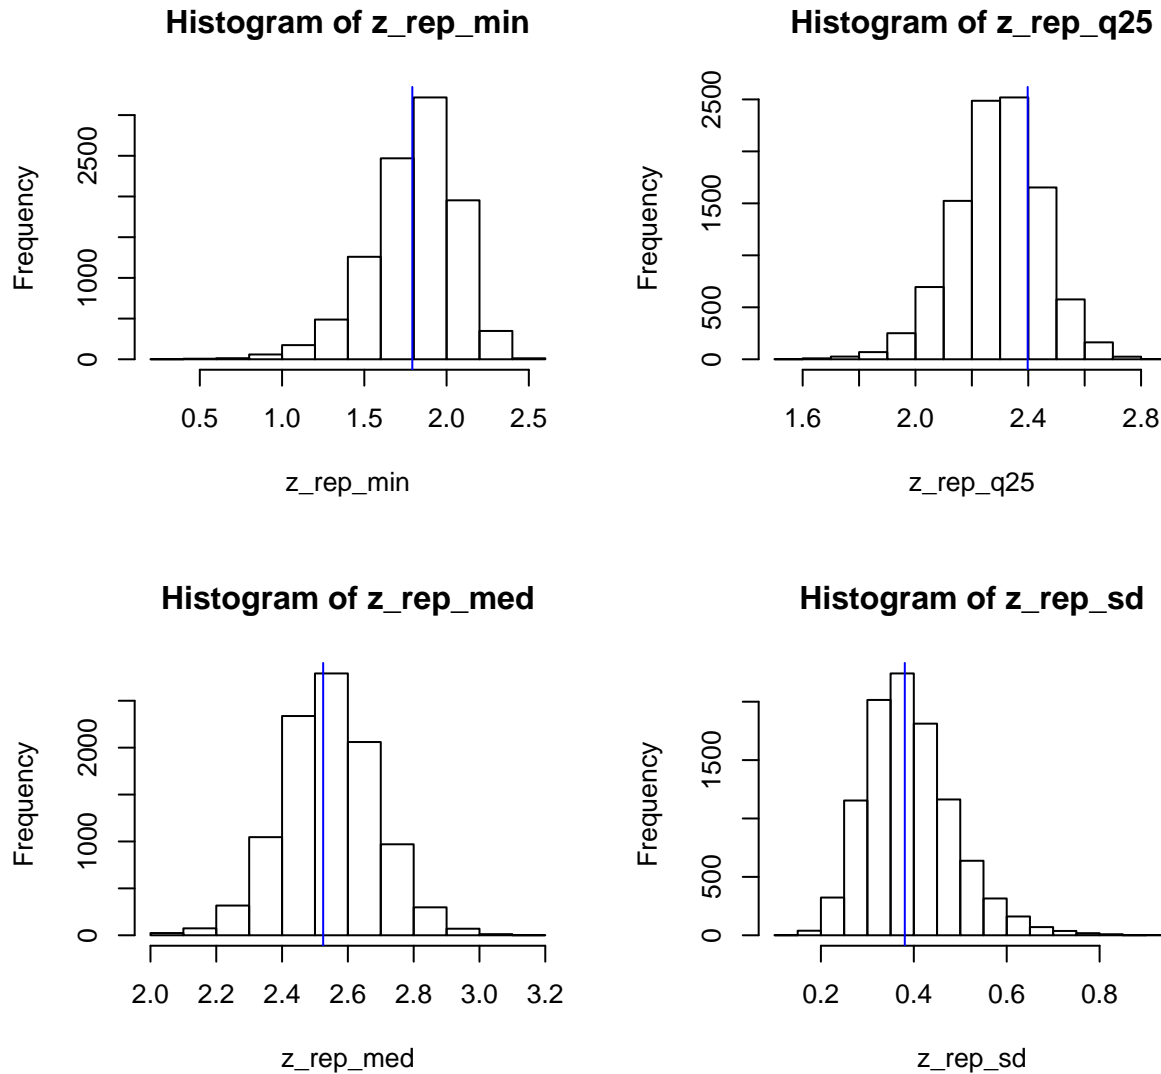 Histogram of z_rep_min
Frequency
0
1000
2500
0.5 1.0 1.5 2.0 2.5
z_rep_min
Histogram of z_rep_q25
Frequency
0
500
1500
2500
1.6 2.0 2.4 2.8
z_rep_q25
Histogram of z_rep_med
Frequency
0
1000
2000
2.0 2.2 2.4 2.6 2.8 3.0 3.2
z_rep_med
Histogram of z_rep_sd
Frequency
0
500
1500
0.2 0.4 0.6 0.8
z_rep_sd